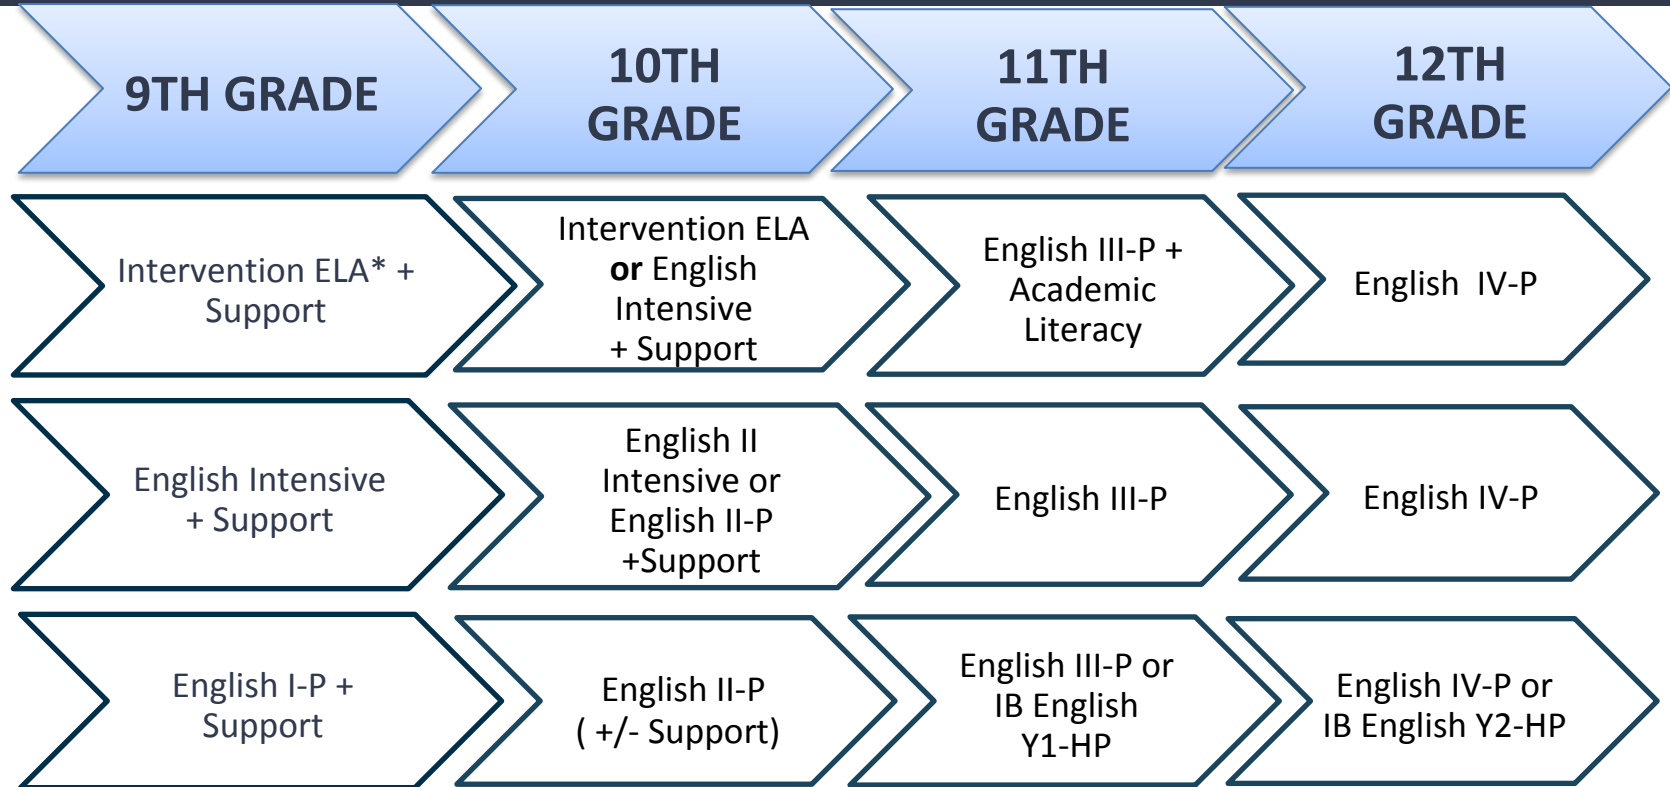 9TH GRADE
10TH
GRADE
11TH
GRADE
12TH
GRADE
Intervention ELA* +
Support
Intervention ELA
or English
Intensive
+ Support
English III-P +
Academic
Literacy
English  IV-P
English Intensive
+ Support
English II
Intensive or
English II-P
+Support
English III-P
English IV-P
English I-P +
Support
English II-P
( +/- Support)
English III-P or
IB English
Y1-HP
English IV-P or
IB English Y2-HP